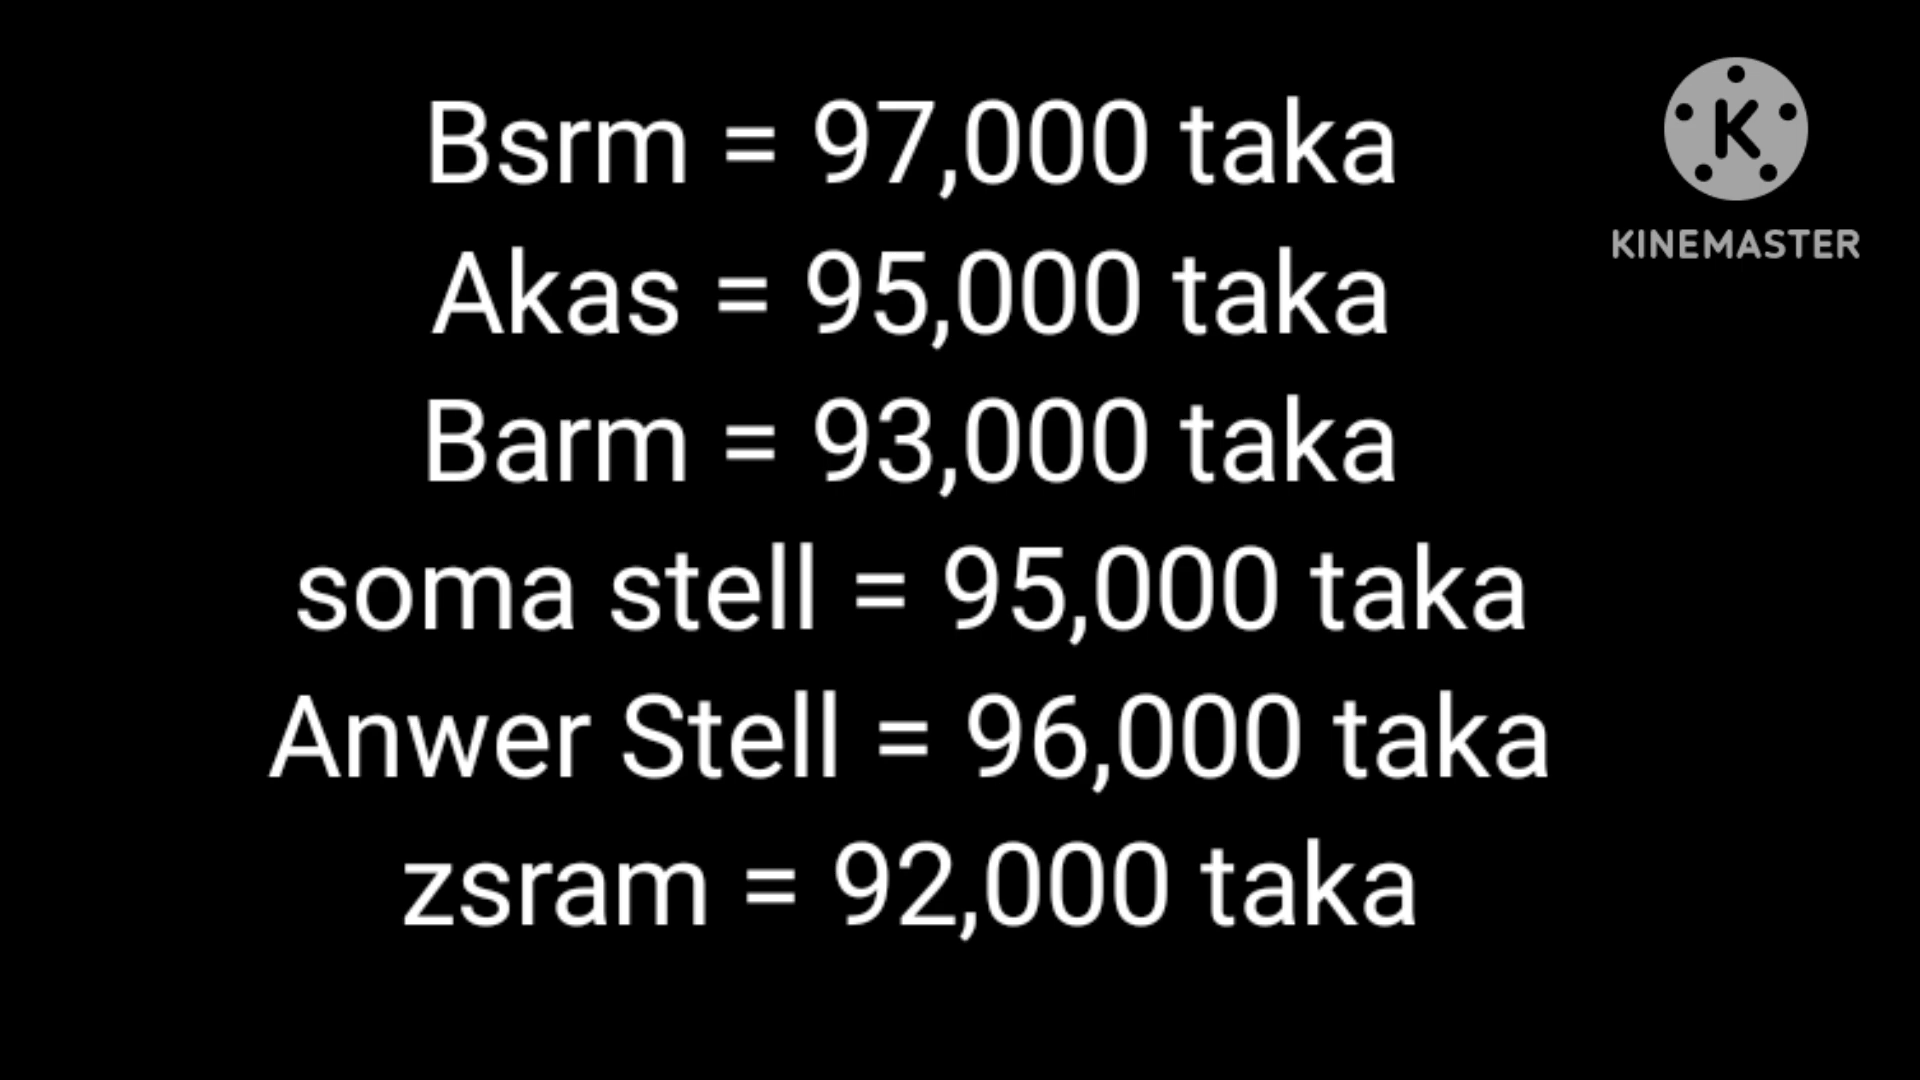 Bsrm = 97,000 taka
Akas = 95,000 taka
Barm = 93,000 taka
soma stell = 95,000 taka
Anwer Stell = 96,000 taka
zsram = 92,000 taka
K
KINEMASTER